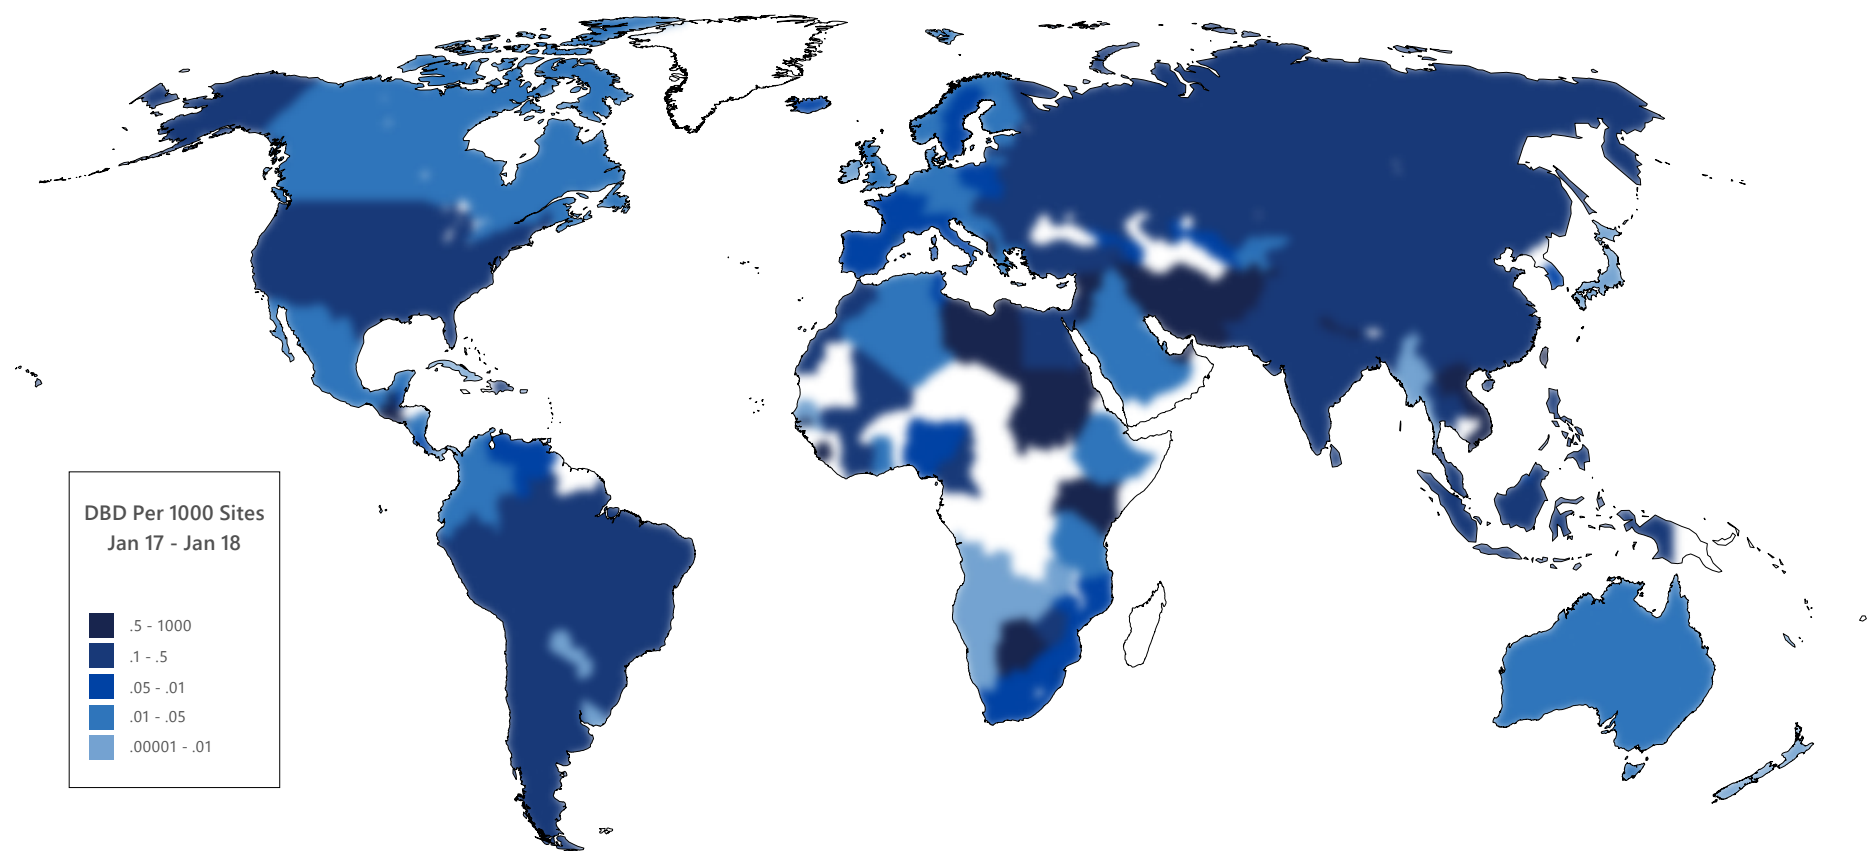 DBD Per 1000 Sites
Jan 17 - Jan 18
.5 - 1000
.1 - .5
.05 - .01
.01 - .05
.00001 - .01